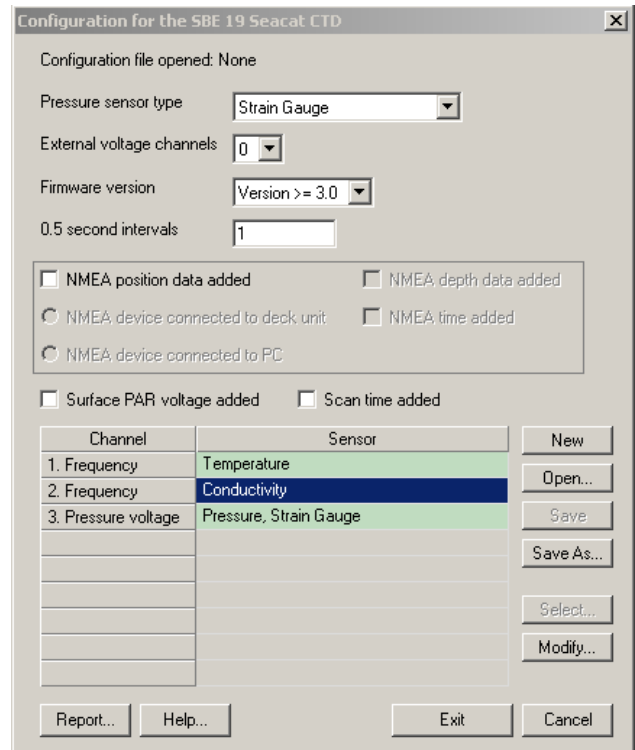 Configuration for the SBE 19 Seacat CTD
Configuration file opened: None
Pressure sensor type Strain Gauge
External voltage channels 0
Firmware version Version >= 3.0
0.5 second intervals 1
NMEA position data added NMEA depth data added
NMEA device connected to deck unit NMEA time added
NMEA device connected to PC
Surface PAR voltage added Scan time added
Channel Sensor New
1. Frequency Temperature
Open...
2. Frequency Conductivity
3. Pressure voltage Pressure, Strain Gauge Save
Save As...
Select...
Modify...
Report... Help... Exit Cancel